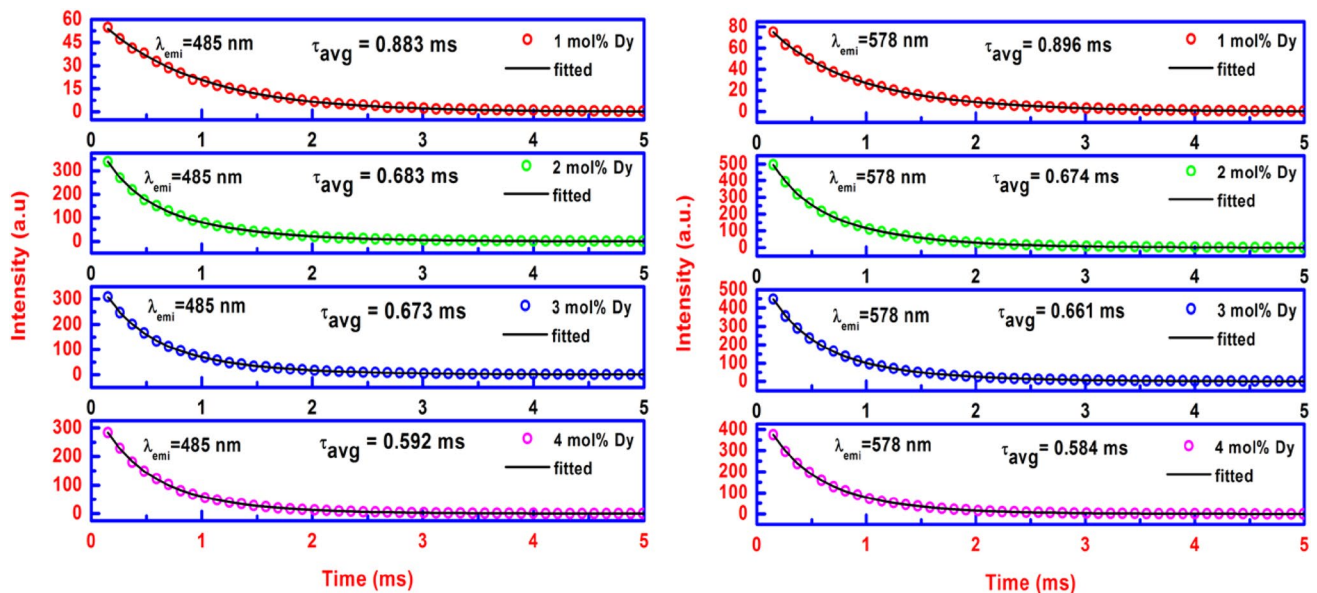 λemi=485 nm τavg = 0.883 ms 1 mol% Dy
fitted
60
45
30
15
0
0 1 2 3 4 5
λemi=485 nm τavg = 0.683 ms 2 mol% Dy
fitted
300
200
100
0
0 1 2 3 4 5
λemi=485 nm τavg = 0.673 ms 3 mol% Dy
fitted
300
200
100
0
0 1 2 3 4 5
λemi=485 nm τavg = 0.592 ms 4 mol% Dy
fitted
300
200
100
0
0 1 2 3 4 5
Intensity (a.u)
Time (ms)
λemi=578 nm τavg = 0.896 ms 1 mol% Dy
fitted
80
60
40
20
0
0 1 2 3 4 5
λemi=578 nm τavg = 0.674 ms 2 mol% Dy
fitted
500
400
300
200
100
0
0 1 2 3 4 5
λemi=578 nm τavg = 0.661 ms 3 mol% Dy
fitted
500
400
300
200
100
0
0 1 2 3 4 5
λemi=578 nm τavg = 0.584 ms 4 mol% Dy
fitted
400
300
200
100
0
0 1 2 3 4 5
Intensity (a.u.)
Time (ms)